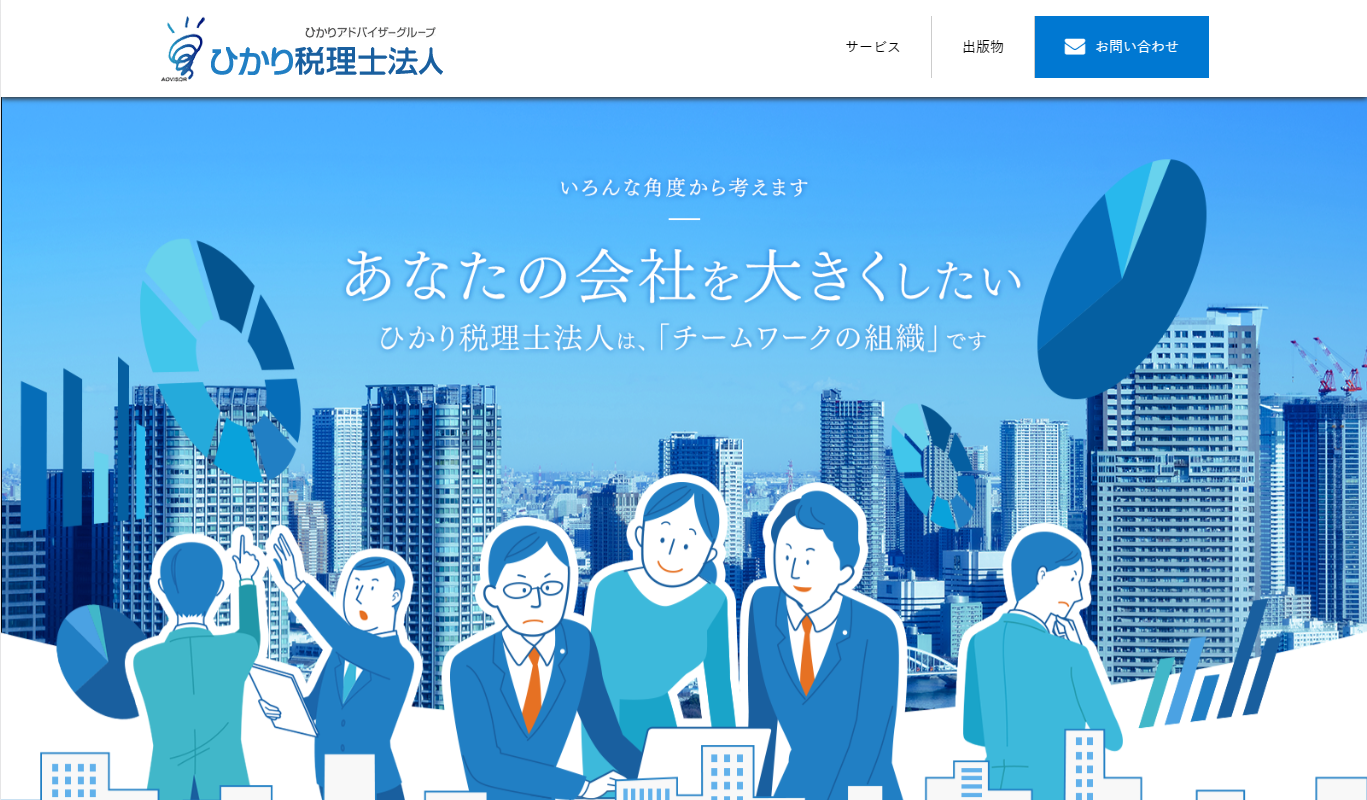 ひかりアドバイザーグループ
ひかり税理士法人
ADVISOR
サービス
出版物
お問い合わせ
いろんな角度から考えます
あなたの会社を大きくしたい
ひかり税理士法人は、「チームワークの組織」です